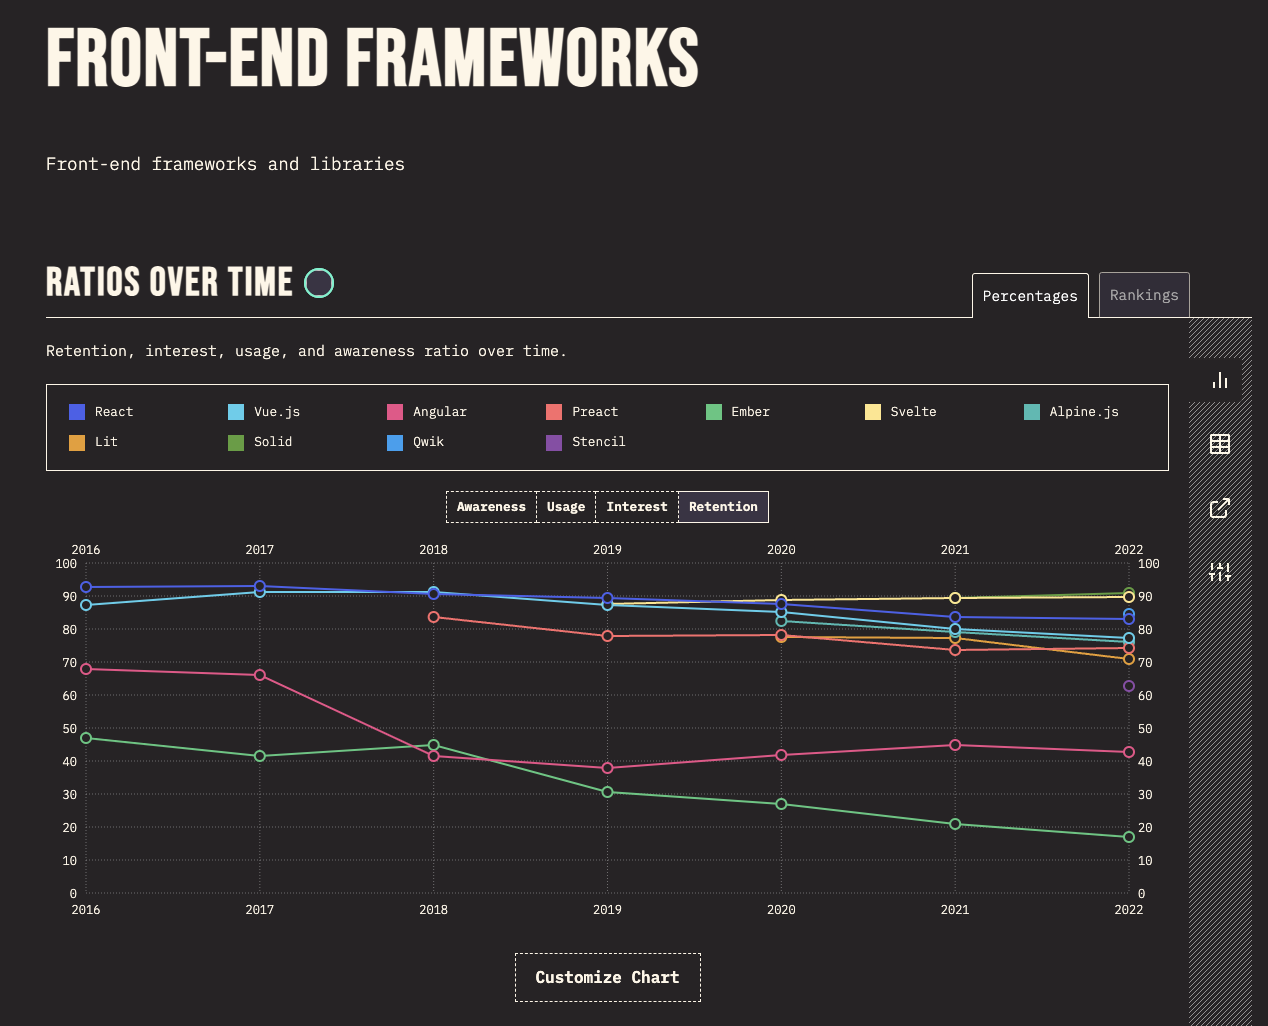 FRONT-END FRAMEWORKS
Front-end frameworks and libraries
RATIOS OVER TIME
Percentages
Rankings
Retention, interest, usage, and awareness ratio over time.
React Vue.js Angular Preact Ember Svelte Alpine.js
Lit Solid Qwik Stencil
Awareness Usage Interest Retention
2016 2017 2018 2019 2020 2021 2022
100 100
90 90
80 80
70 70
60 60
50 50
40 40
30 30
20 20
10 10
0 0
2016 2017 2018 2019 2020 2021 2022
Customize Chart